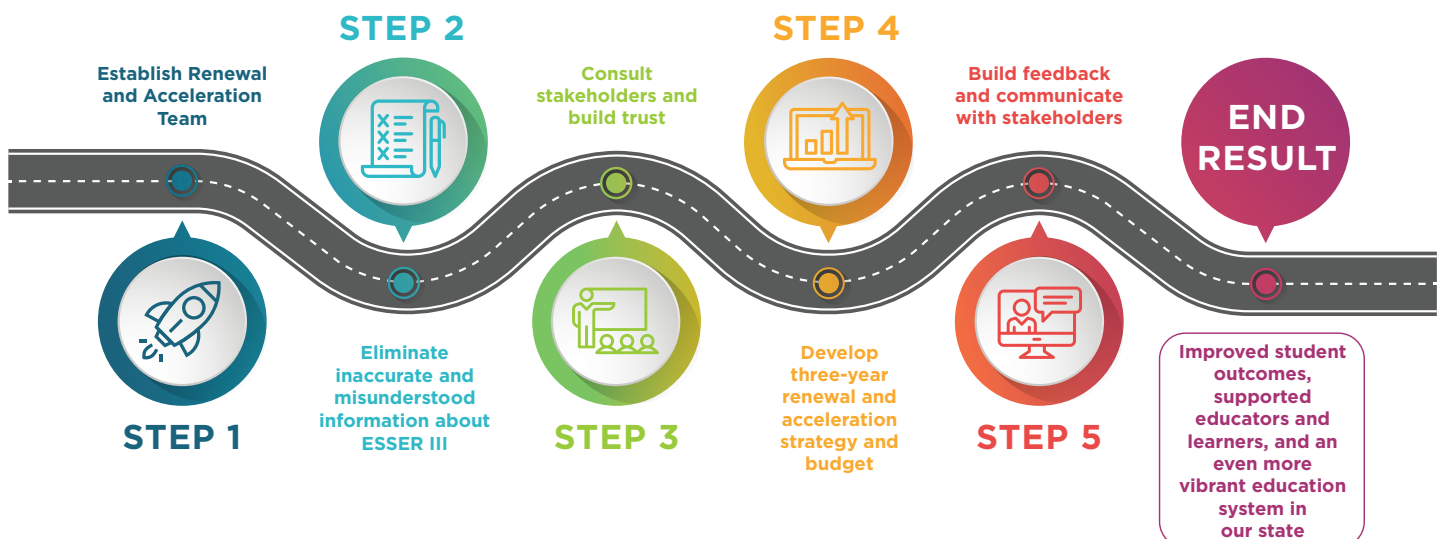 STEP 1
Establish Renewal
and Acceleration
Team
STEP 2
Eliminate
inaccurate and
misunderstood
information about
ESSER III
STEP 3
Consult
stakeholders and
build trust
STEP 4
Develop
three-year
renewal and
acceleration
strategy and
budget
STEP 5
Build feedback
and communicate
with stakeholders
END
RESULT
Improved student
outcomes,
supported
educators and
learners, and an
even more
vibrant education
system in
our state